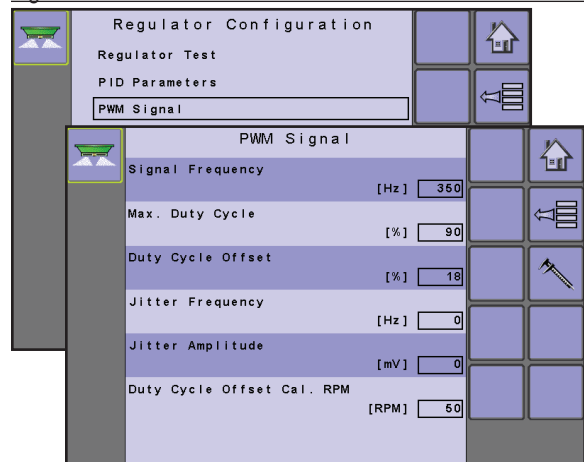 Regulator Configuration
Regulator Test
PID Parameters
PWM Signal
PWM Signal
Signal Frequency
[Hz] 350
Max. Duty Cycle
[%] 90
Duty Cycle Offset
[%] 18
Jitter Frequency
[Hz] 0
Jitter Amplitude
[mV] 0
Duty Cycle Offset Cal. RPM
[RPM] 50